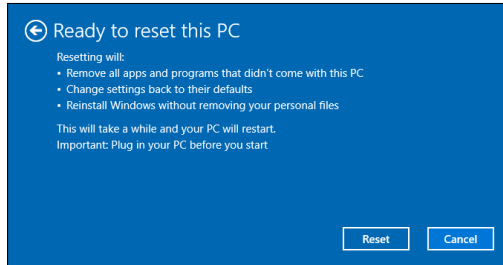 Ready to reset this PC
Resetting will:
• Remove all apps and programs that didn't come with this PC
• Change settings back to their defaults
• Reinstall Windows without removing your personal files
This will take a while and your PC will restart.
Important: Plug in your PC before you start
Reset Cancel